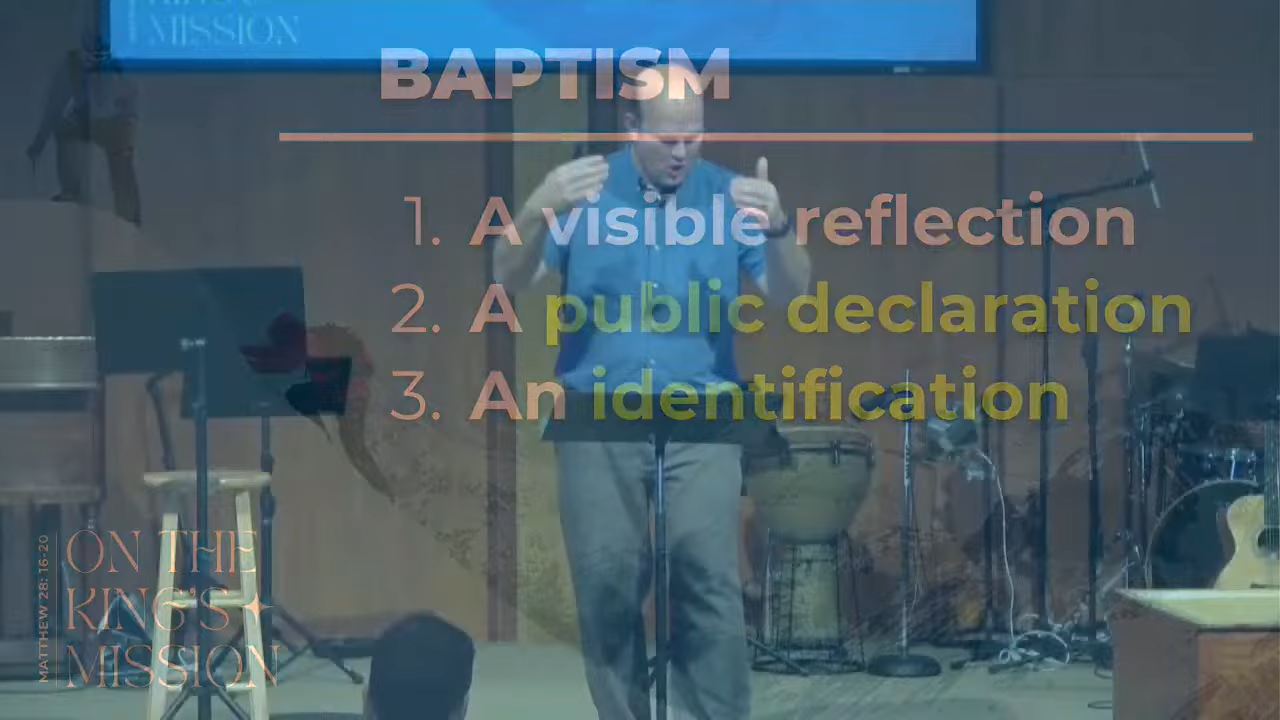 MISSION
BAPTISM
1. A visible reflection
2. A public declaration
3. An identification
MATTHEW 28: 16-20
ON THE
KING'S
MISSION